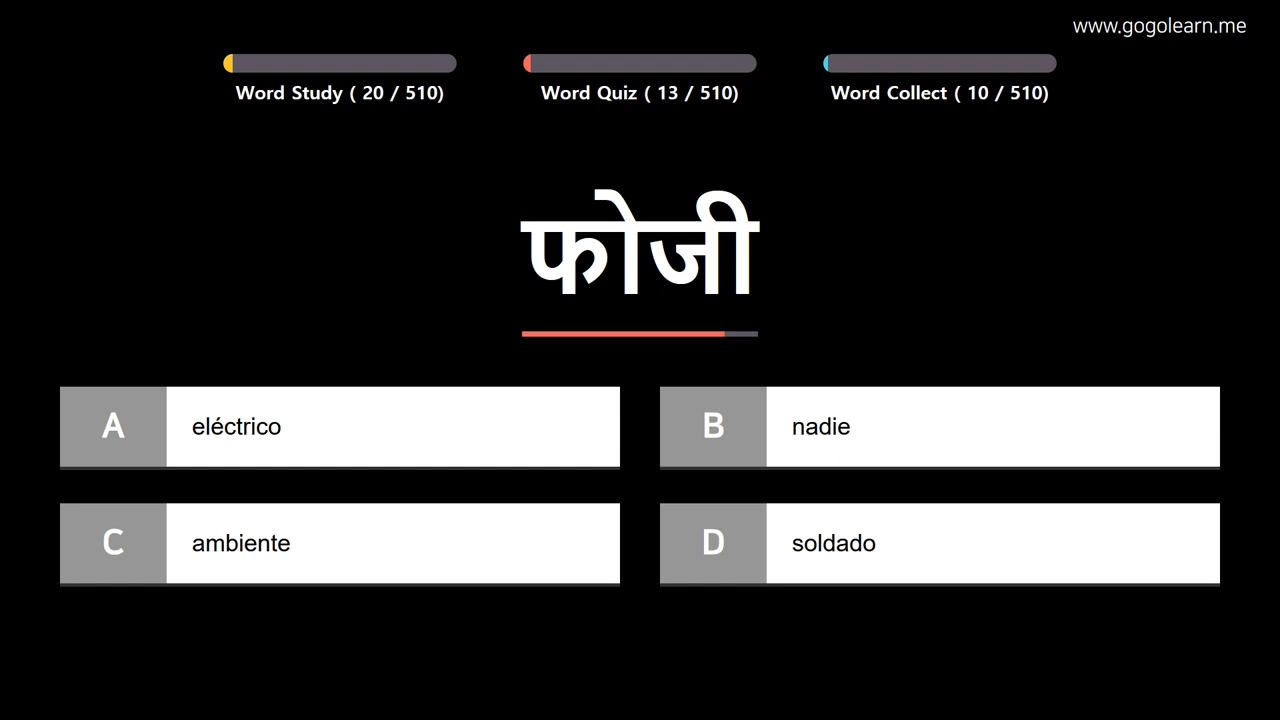 www.gogolearn.me
Word Study ( 20 / 510)
Word Quiz ( 13 / 510)
Word Collect ( 10 / 510)
फोजी
A eléctrico
B nadie
C ambiente
D soldado